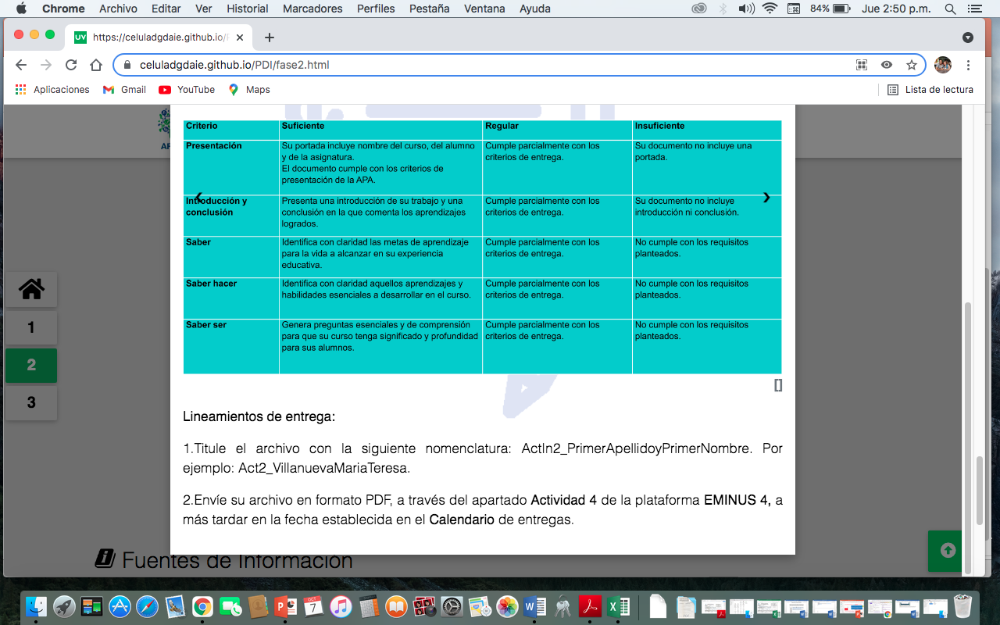 Chrome Archivo Editar Ver Historial Marcadores Perfiles Pestaña Ventana Ayuda 84% Jue 2:50 p.m.
UV https://celuladgdaie.github.io/
celuladgdaie.github.io/PDI/fase2.html
Aplicaciones Gmail YouTube Maps Lista de lectura
Criterio Suficiente Regular Insuficiente
Presentación
Su portada incluye nombre del curso, del alumno
y de la asignatura.
El documento cumple con los criterios de
presentación de la APA.
Cumple parcialmente con los
criterios de entrega.
Su documento no incluye una
portada.
Introducción y
conclusión
Presenta una introducción de su trabajo y una
conclusión en la que comenta los aprendizajes
logrados.
Cumple parcialmente con los
criterios de entrega.
Su documento no incluye
introducción ni conclusión.
Saber
Identifica con claridad las metas de aprendizaje
para la vida a alcanzar en su experiencia
educativa.
Cumple parcialmente con los
criterios de entrega.
No cumple con los requisitos
planteados.
Saber hacer
Identifica con claridad aquellos aprendizajes y
habilidades esenciales a desarrollar en el curso.
Cumple parcialmente con los
criterios de entrega.
No cumple con los requisitos
planteados.
Saber ser
Genera preguntas esenciales y de comprensión
para que su curso tenga significado y profundidad
para sus alumnos.
Cumple parcialmente con los
criterios de entrega.
No cumple con los requisitos
planteados.
1
2
3
[]
Lineamientos de entrega:
1.Titule el archivo con la siguiente nomenclatura: ActIn2_PrimerApellidoyPrimerNombre. Por
ejemplo: Act2_VillanuevaMariaTeresa.
2.Envíe su archivo en formato PDF, a través del apartado Actividad 4 de la plataforma EMINUS 4, a
más tardar en la fecha establecida en el Calendario de entregas.
Fuentes de Información
OCT
7